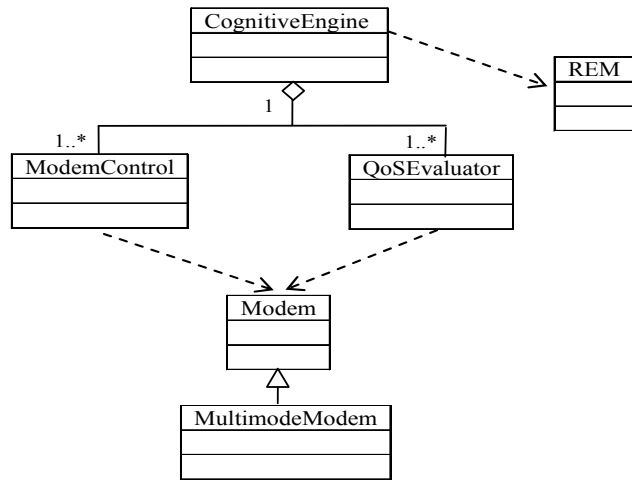 CognitiveEngine
REM
1
1..*
1..*
ModemControl
QoSEvaluator
Modem
MultimodeModem